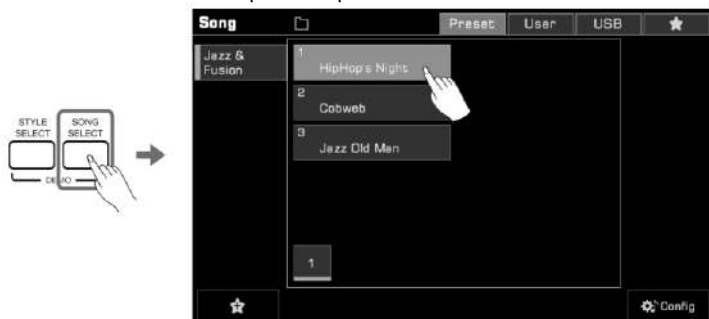 Song
Preset
User
USB
Jazz &
Fusion
1
HipHop's Night
2
Cobweb
3
Jazz Old Man
STYLE
SELECT
SONG
SELECT
DEMO
1
Config